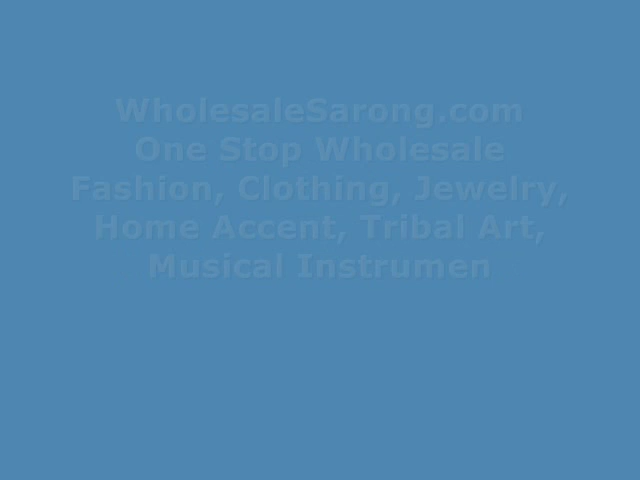 WholesaleSarong.com
One Stop Wholesale
Fashion, Clothing, Jewelry,
Home Accent, Tribal Art,
Musical Instrumen